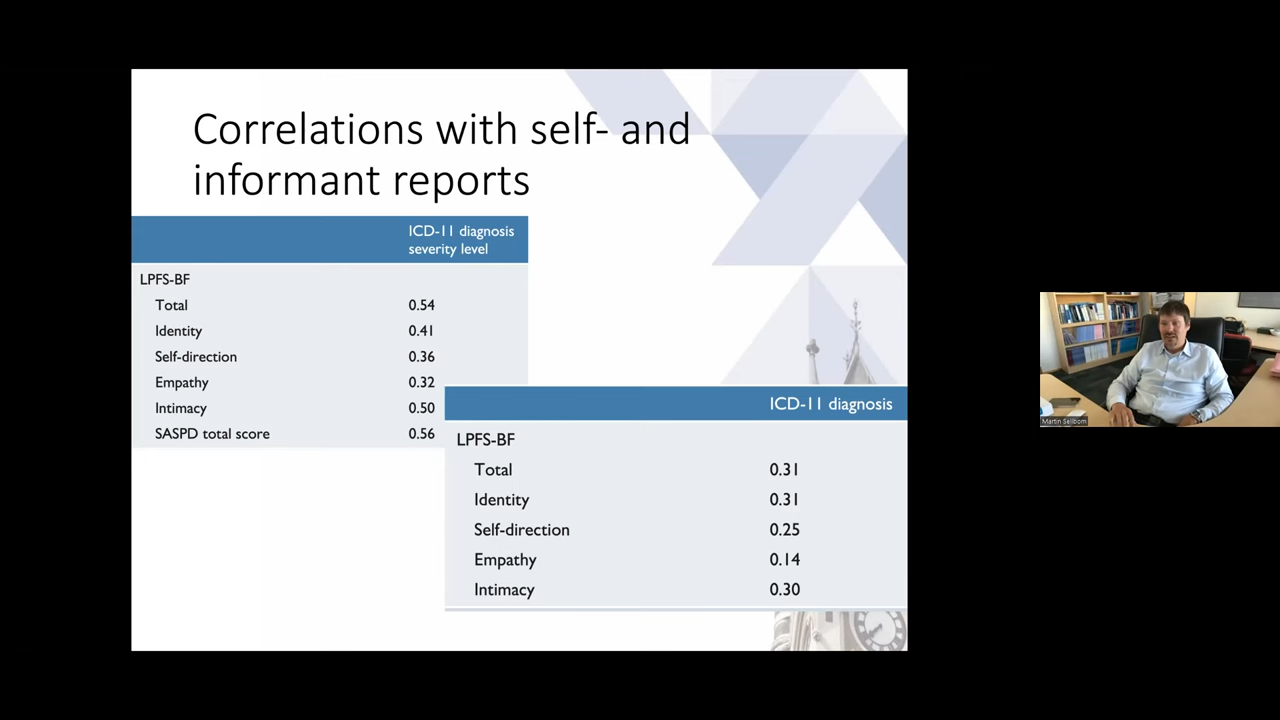 Correlations with self- and
informant reports
ICD-11 diagnosis
severity level
LPFS-BF
Total 0.54
Identity 0.41
Self-direction 0.36
Empathy 0.32
Intimacy 0.50
SASPD total score 0.56
ICD-11 diagnosis
LPFS-BF
Total 0.31
Identity 0.31
Self-direction 0.25
Empathy 0.14
Intimacy 0.30
Martin Sellbom